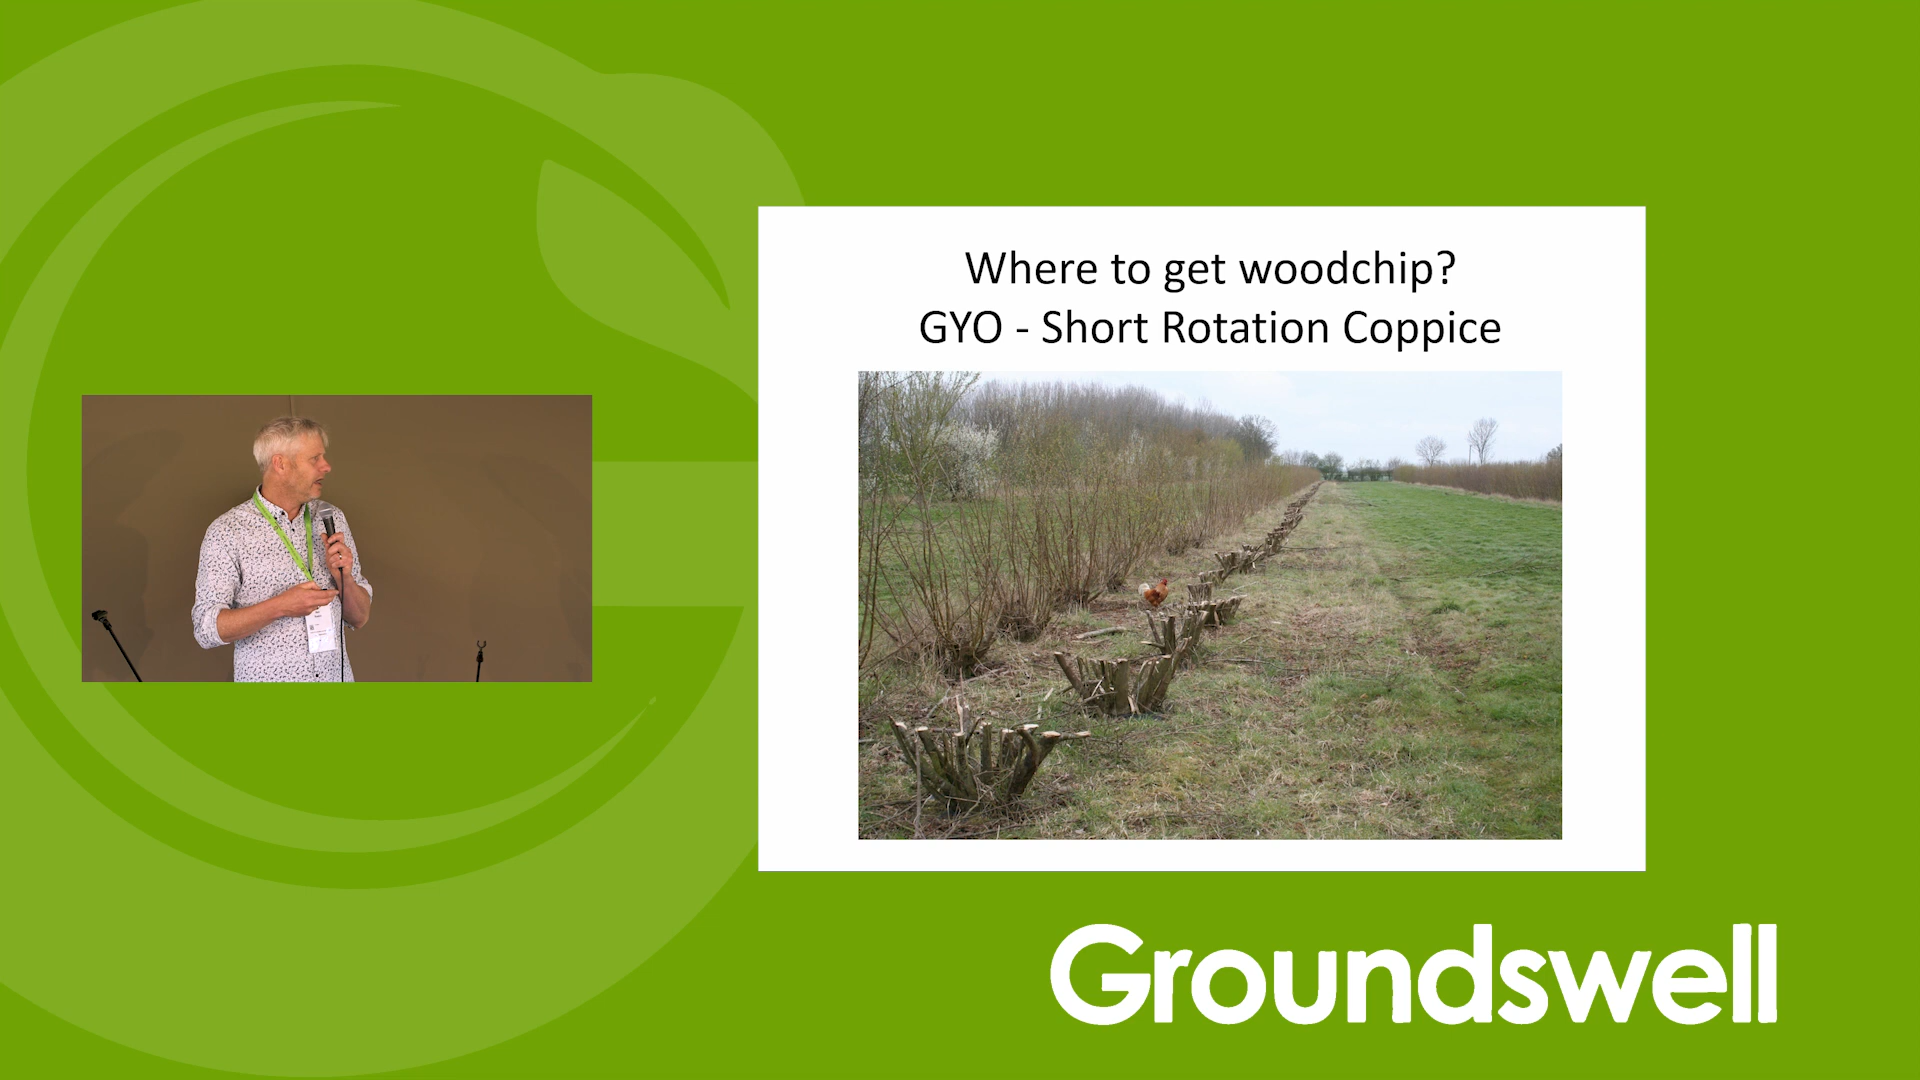 Where to get woodchip?
GYO - Short Rotation Coppice
Groundswell